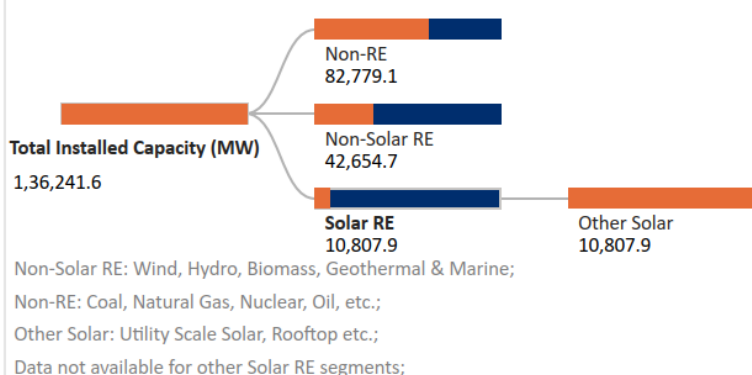 Non-RE
82,779.1
Total Installed Capacity (MW)
1,36,241.6
Non-Solar RE
42,654.7
Solar RE
10,807.9
Other Solar
10,807.9
Non-Solar RE: Wind, Hydro, Biomass, Geothermal & Marine;
Non-RE: Coal, Natural Gas, Nuclear, Oil, etc.;
Other Solar: Utility Scale Solar, Rooftop etc.;
Data not available for other Solar RE segments;